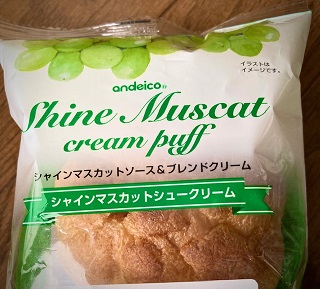 イラストは
イメージです。
andeico®
Shine Muscat
cream puff
シャインマスカットソース&ブレンドクリーム
シャインマスカットシュークリーム